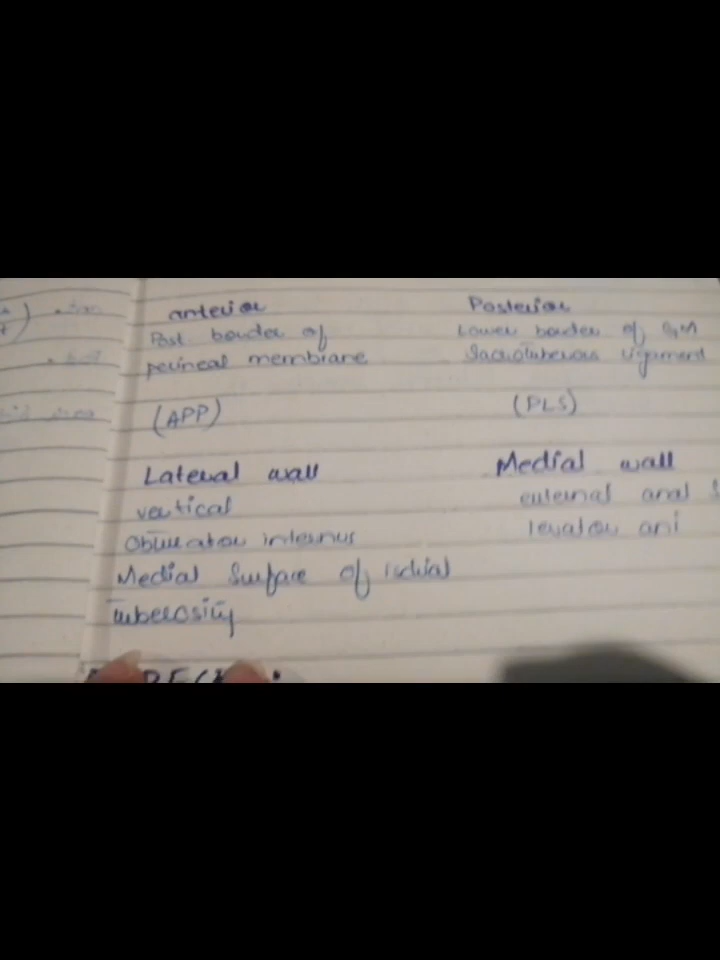 anterior
Post border of
perineal membrane
(APP)
Posterior
Lower border of GM
Sacrotuberous ligament
(PLS)
Lateral wall
vertical
Obturator internus
Medial Surface of ischial
tuberosity
Medial wall
external anal S
levator ani